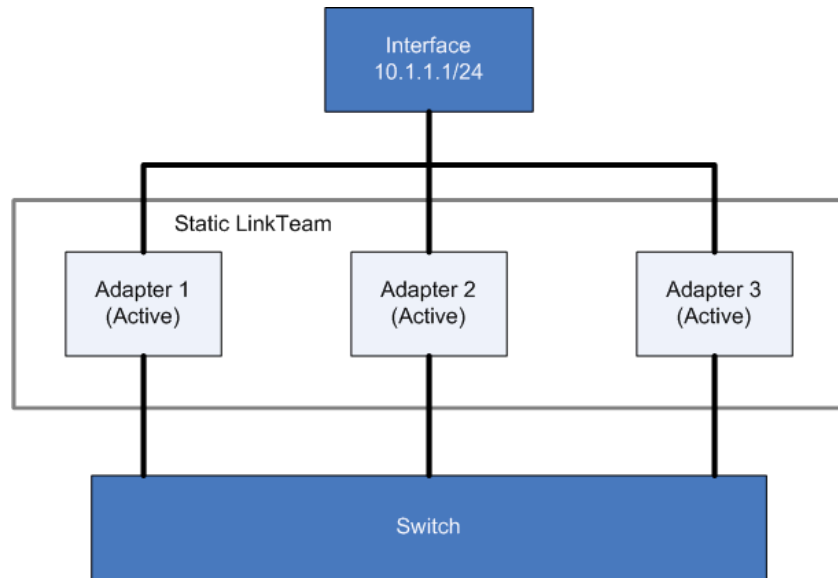 Interface
10.1.1.1/24
Static LinkTeam
Adapter 1
(Active)
Adapter 2
(Active)
Adapter 3
(Active)
Switch